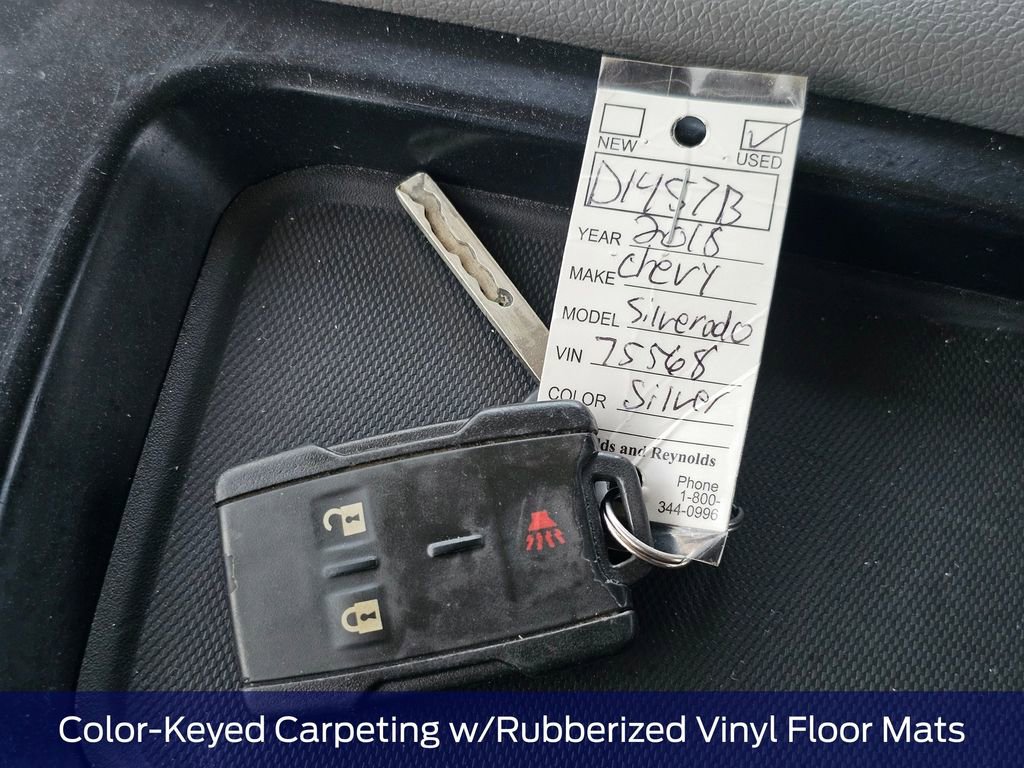 NEW
USED
D1457B
YEAR 2018
MAKE Chevy
MODEL Silverado
VIN 75568
COLOR Silver
and Reynolds
Phone
1-800-
344-0996
Color-Keyed Carpeting w/Rubberized Vinyl Floor Mats